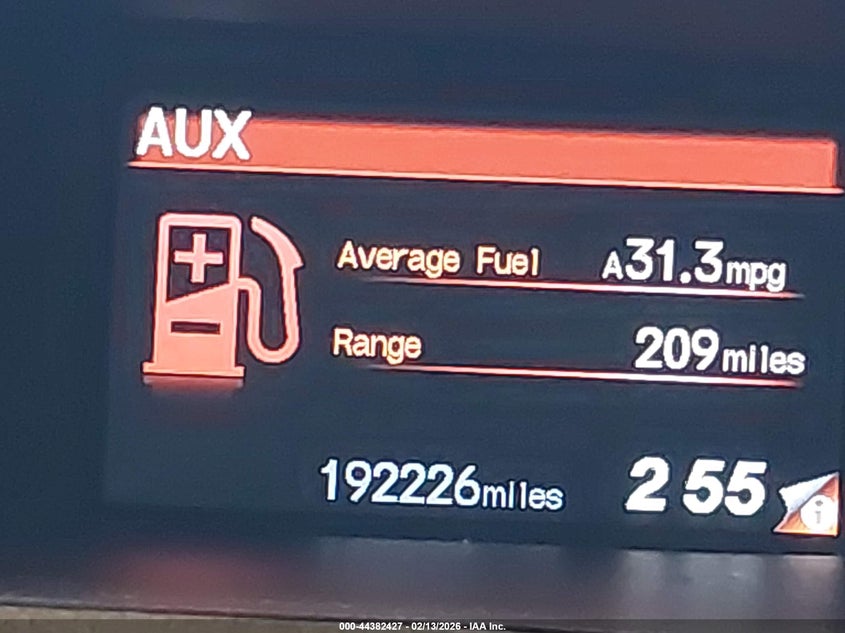 AUX
Average Fuel A31.3mpg
Range 209miles
192226miles 2 55
i
000-44382427 - 02/13/2026 - IAA Inc.